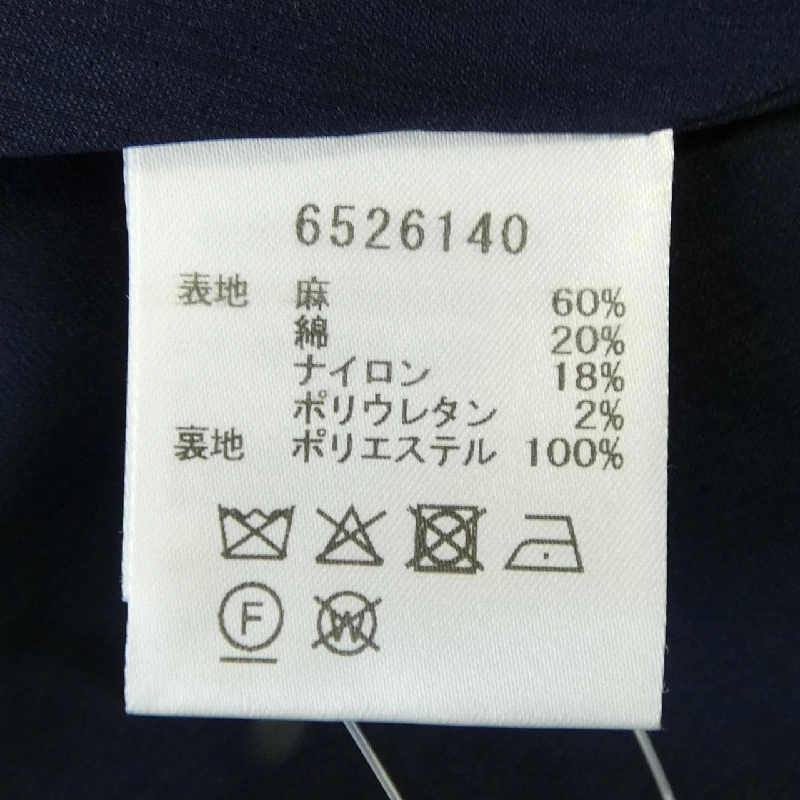 6526140
表地 麻 60%
綿 20%
ナイロン 18%
ポリウレタン 2%
裏地 ポリエステル 100%
F W